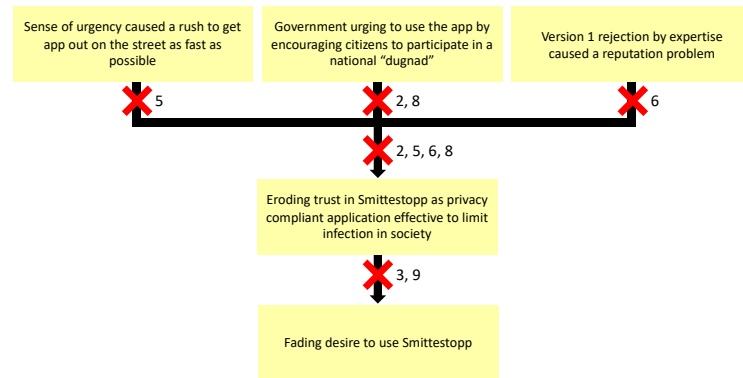 Sense of urgency caused a rush to get
app out on the street as fast as
possible
Government urging to use the app by
encouraging citizens to participate in a
national “dugnad”
Version 1 rejection by expertise
caused a reputation problem
5
2, 8
6
2, 5, 6, 8
Eroding trust in Smittestopp as privacy
compliant application effective to limit
infection in society
3, 9
Fading desire to use Smittestopp